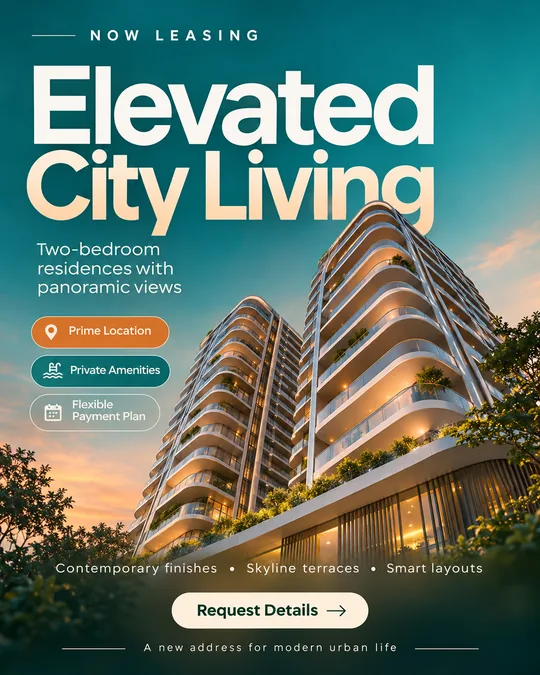 NOW LEASING
Elevated
City Living
Two-bedroom
residences with
panoramic views
Prime Location
Private Amenities
Flexible
Payment Plan
Contemporary finishes • Skyline terraces • Smart layouts
Request Details →
A new address for modern urban life